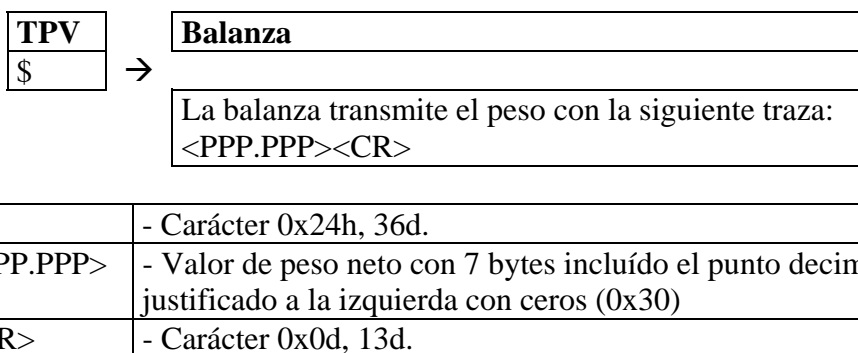 TPV
Balanza
$ →
La balanza transmite el peso con la siguiente traza:
<PPP.PPP><CR>
- Carácter 0x24h, 36d.
PP.PPP>
- Valor de peso neto con 7 bytes incluído el punto decim
justificado a la izquierda con ceros (0x30)
R>
- Carácter 0x0d, 13d.